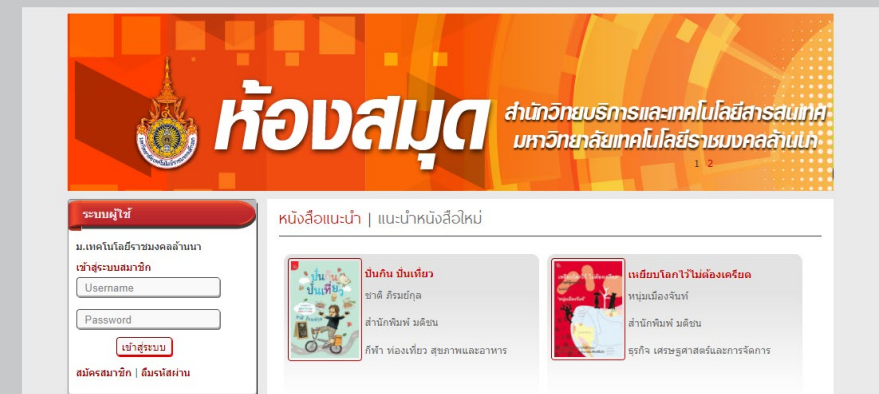 ห้องสมุด
สำนักวิทยบริการและเทคโนโลยีสารสนเทศ
มหาวิทยาลัยเทคโนโลยีราชมงคลล้านนา
1 2
ระบบผู้ใช้
ม.เทคโนโลยีราชมงคลล้านนา
เข้าสู่ระบบสมาชิก
Username
Password
เข้าสู่ระบบ
สมัครสมาชิก | ลืมรหัสผ่าน
หนังสือแนะนำ | แนะนำหนังสือใหม่
ปั่นกิน ปั่นเที่ยว
ชาติ ภิรมย์กุล
สำนักพิมพ์ มติชน
กีฬา ท่องเที่ยว สุขภาพและอาหาร
ปั่นกิน
ปั่นเที่ยว
เหยียบโลกไว้ไม่ต้องเครียด
หนุ่มเมืองจันท์
สำนักพิมพ์ มติชน
ธุรกิจ เศรษฐศาสตร์และการจัดการ